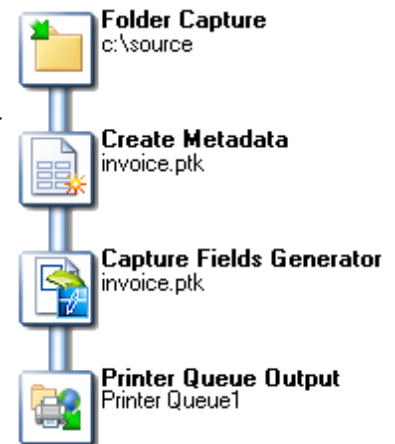 Folder Capture
c:\source
Create Metadata
invoice.ptk
Capture Fields Generator
invoice.ptk
Printer Queue Output
Printer Queue1